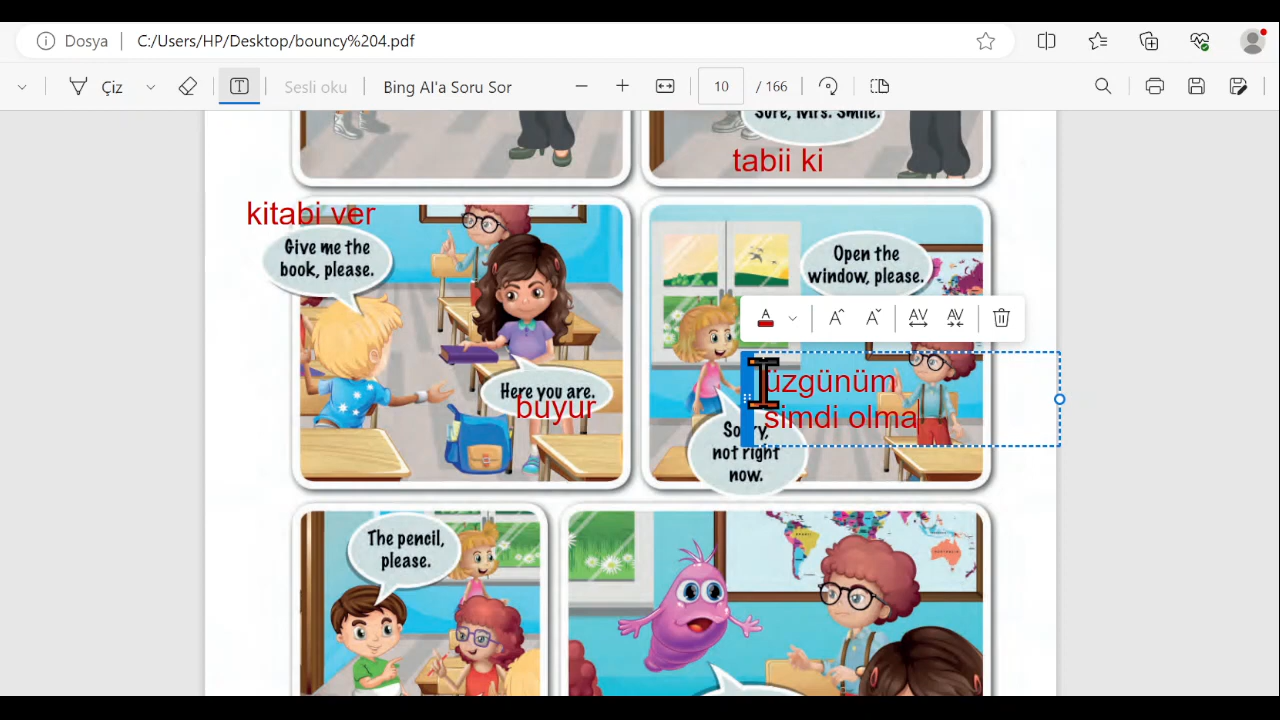 Dosya
C:/Users/HP/Desktop/bouncy%204.pdf
Çiz
Sesli oku
Bing AI'a Soru Sor
10
/ 166
Sure, Mrs. Smile.
tabii ki
kitabi ver
Give me the
book, please.
Open the
window, please.
Here you are.
buyur
üzgünüm
simdi olma
Sorry,
not right
now.
The pencil,
please.